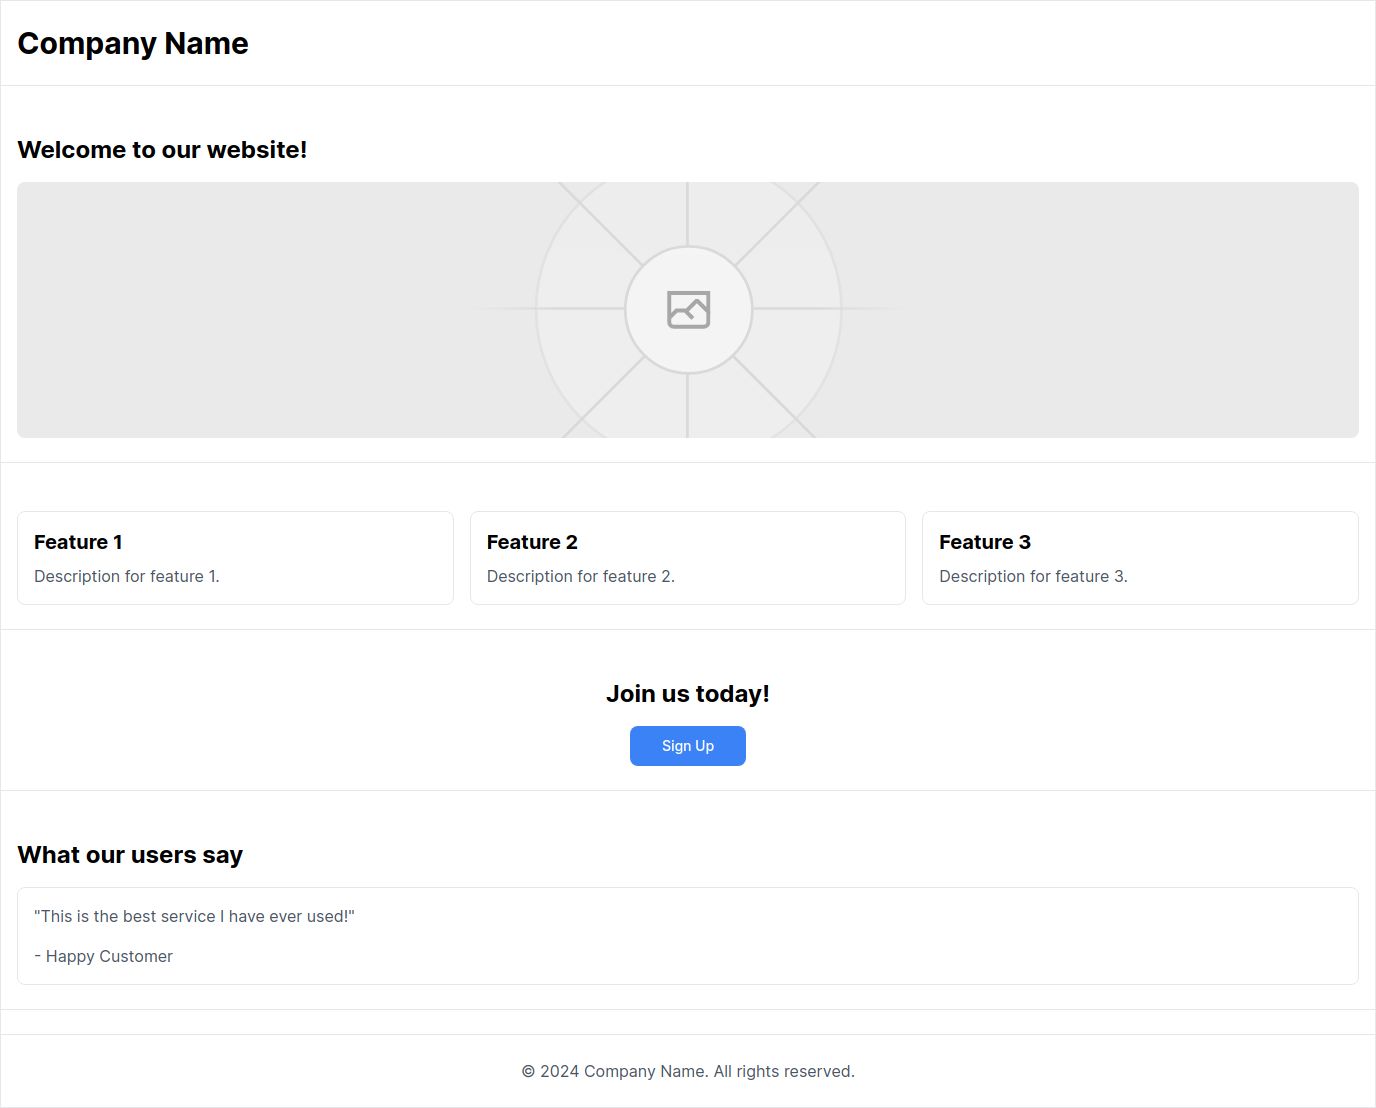 Company Name
Welcome to our website!
Feature 1
Description for feature 1.
Feature 2
Description for feature 2.
Feature 3
Description for feature 3.
Join us today!
Sign Up
What our users say
"This is the best service I have ever used!"
- Happy Customer
© 2024 Company Name. All rights reserved.